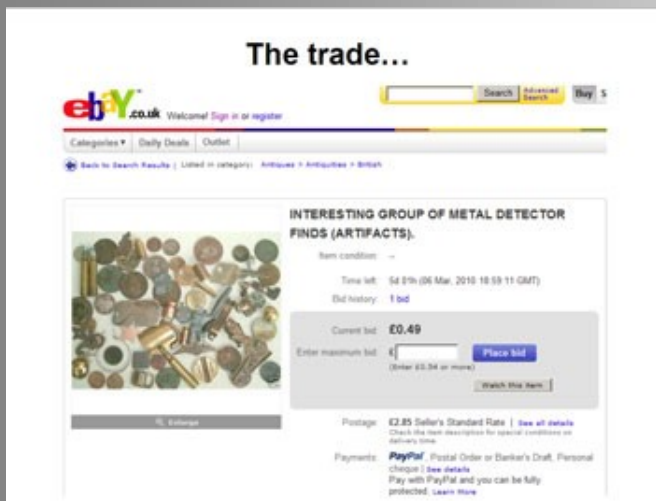 The trade...
ebay.co.uk Welcome! Sign in or register
Search Advanced Search Buy S
Categories Daily Deals Outlet
Back to Search Results | Listed in category: Antiques > Antiquities > British
INTERESTING GROUP OF METAL DETECTOR
FINDS (ARTIFACTS).
Item condition: --
Time left: 5d 01h (06 Mar, 2010 18:59:11 GMT)
Bid history: 1 bid
Current bid: £0.49
Enter maximum bid: £ Place bid
(Enter £0.54 or more)
Watch this item
Enlarge
Postage: £2.85 Seller's Standard Rate | See all details
Check the item description for special conditions on
delivery time.
Payments: PayPal, Postal Order or Banker's Draft, Personal
cheque | See details
Pay with PayPal and you can be fully
protected. Learn More